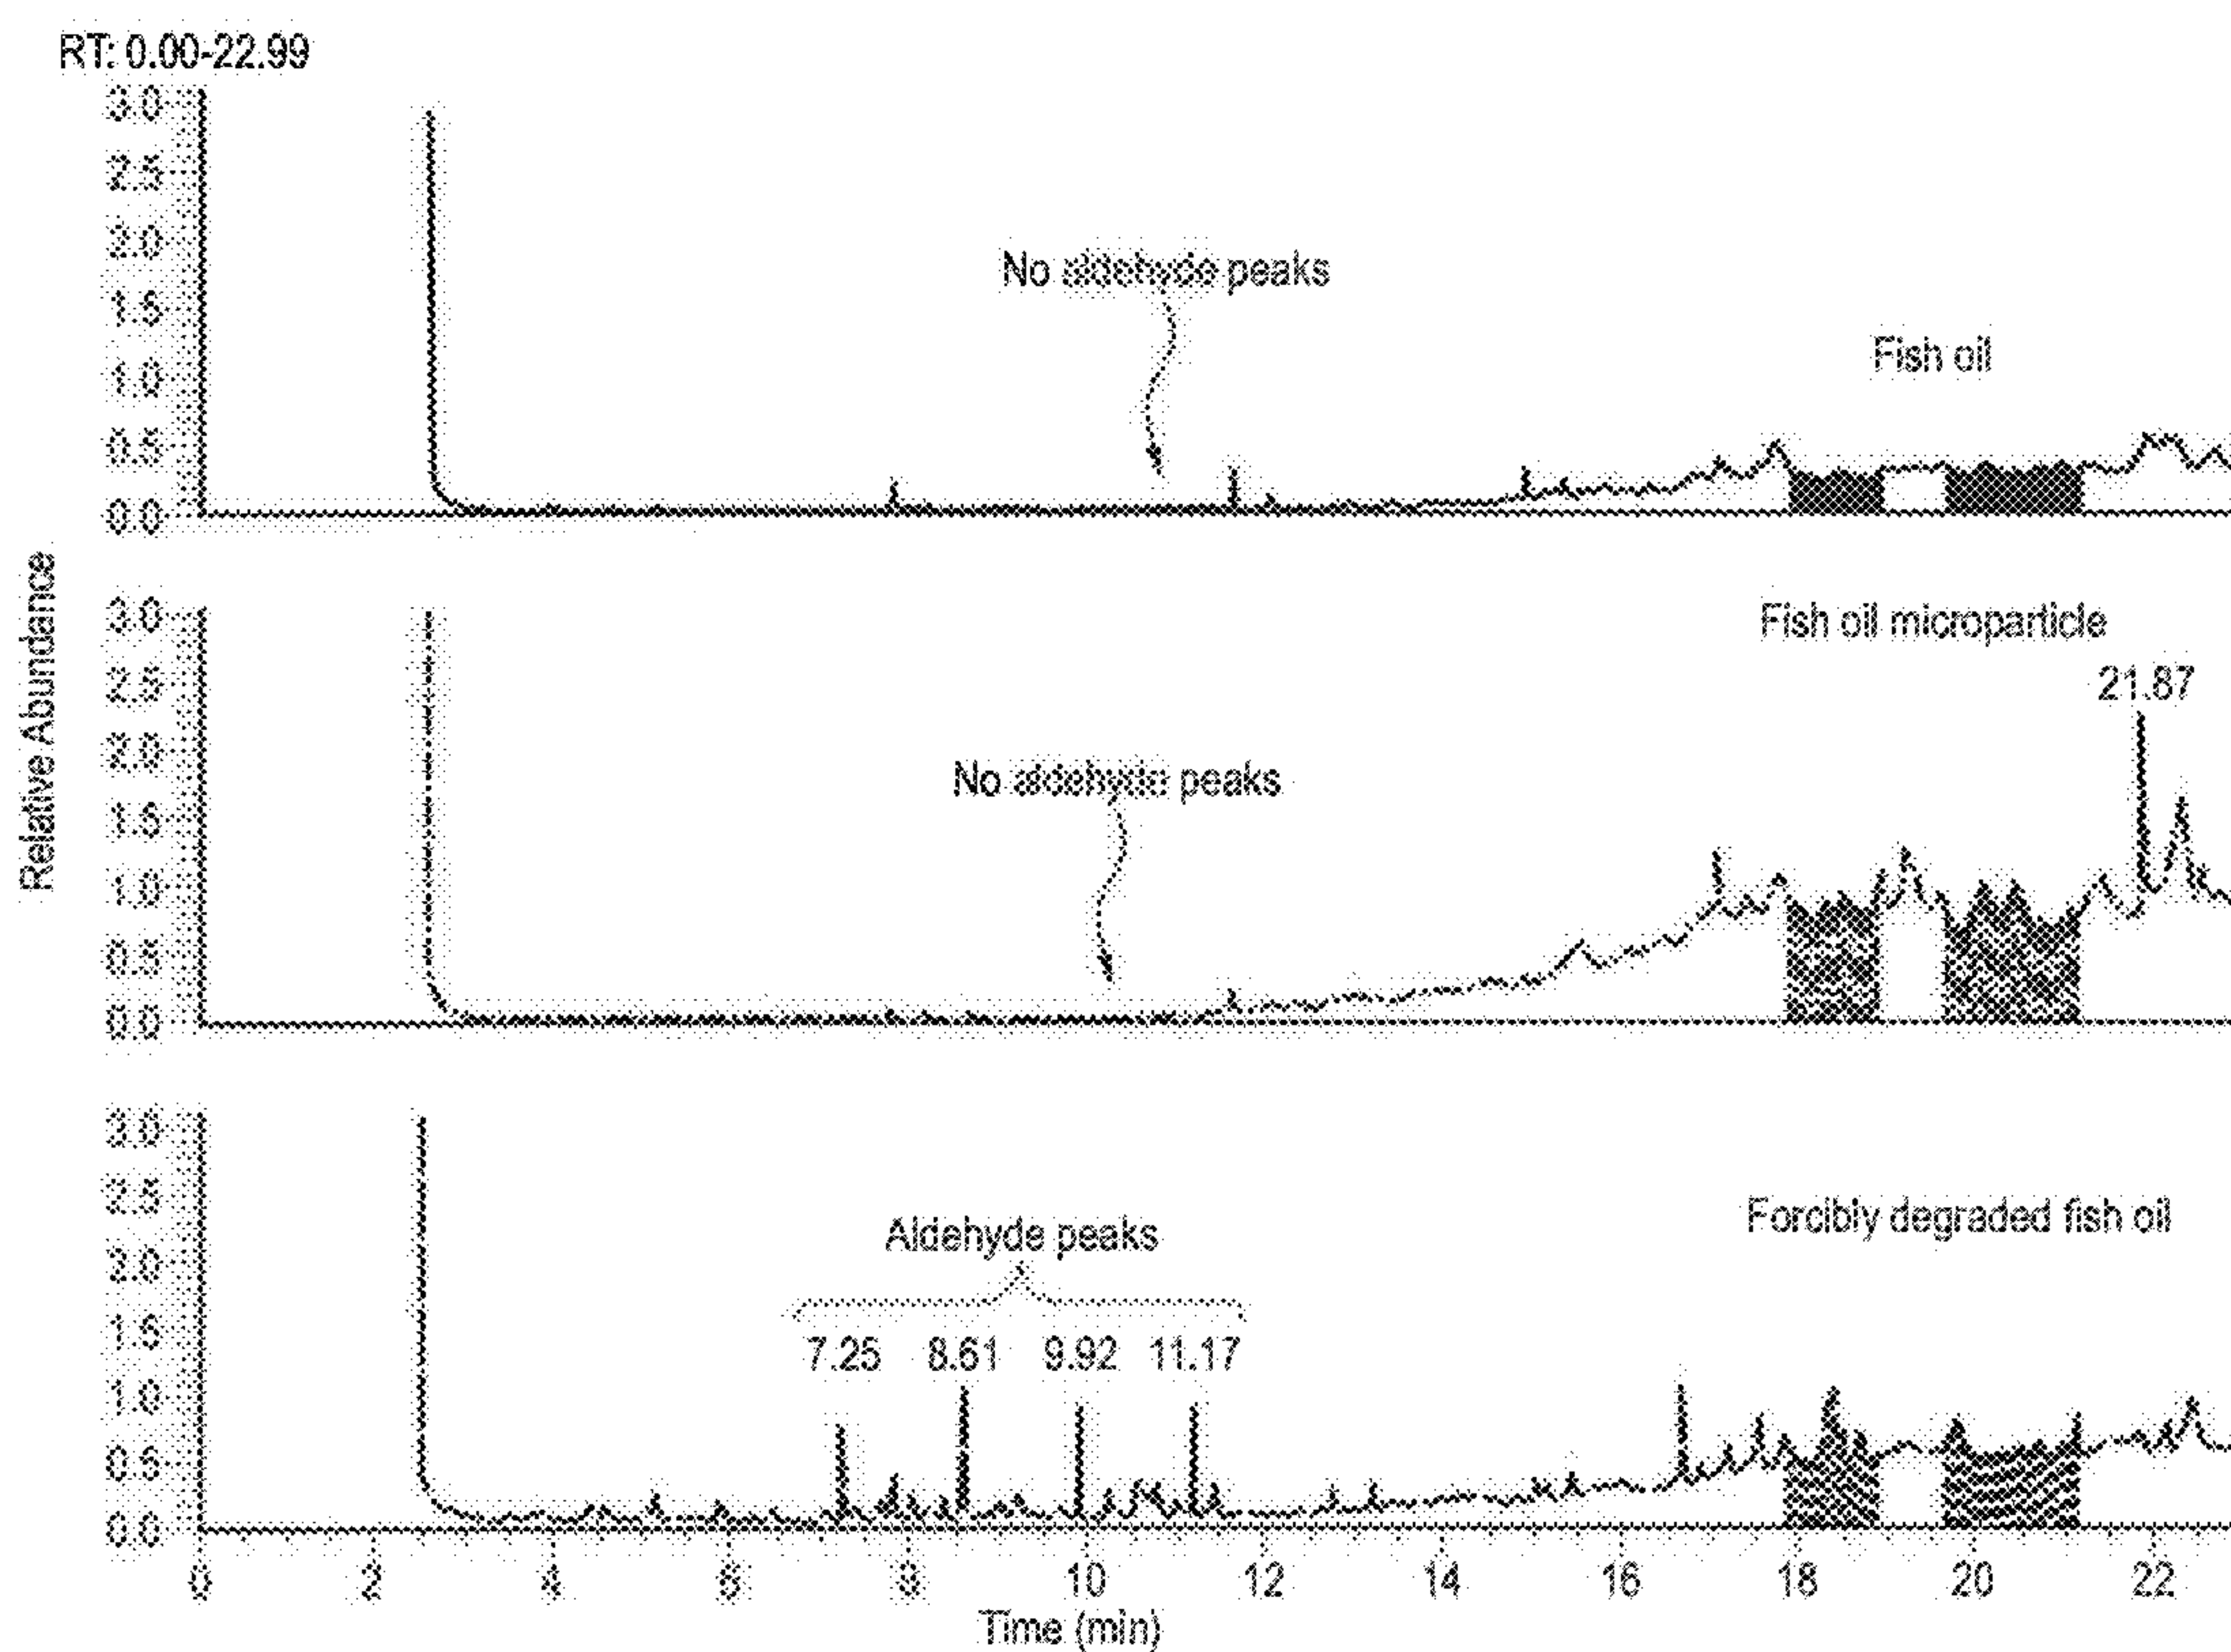 RT: 0.00-22.99
3.0
2.5
2.0
1.5
1.0
0.5
0.0
No aldehyde peaks
Fish oil
Relative Abundance
3.0
2.5
2.0
1.5
1.0
0.5
0.0
Fish oil microparticle
21.87
No aldehyde peaks
3.0
2.5
2.0
1.5
1.0
0.5
0.0
Forcibly degraded fish oil
Aldehyde peaks
7.25 8.61 9.92 11.17
0 2 4 6 8 10 12 14 16 18 20 22
Time (min)